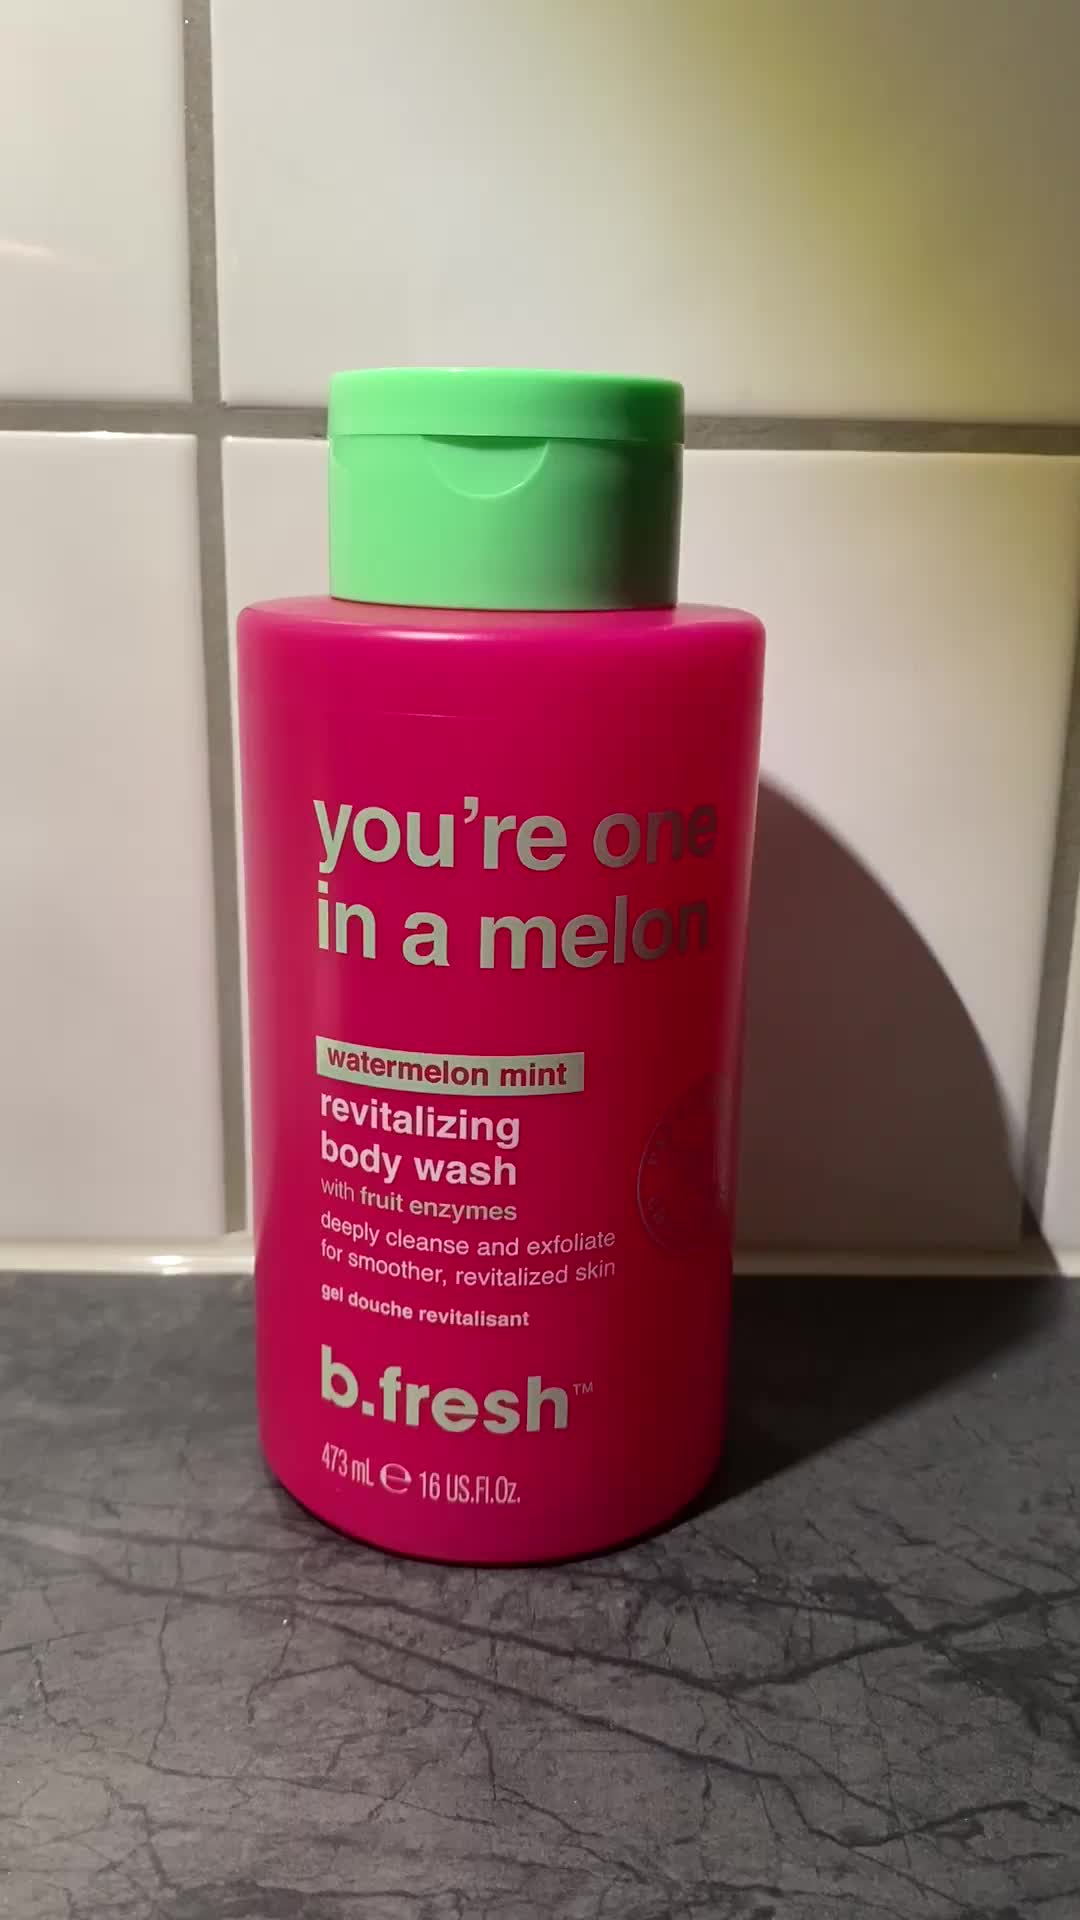 you're one
in a melon
watermelon mint
revitalizing
body wash
with fruit enzymes
deeply cleanse and exfoliate
for smoother, revitalized skin
gel douche revitalisant
b.fresh™
473 mL ℮ 16 US.Fl.Oz.